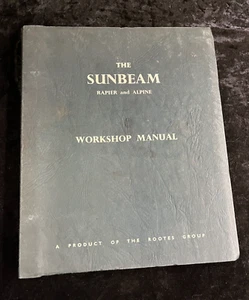 THE
SUNBEAM
RAPIER and ALPINE
WORKSHOP MANUAL
A PRODUCT OF THE ROOTES GROUP